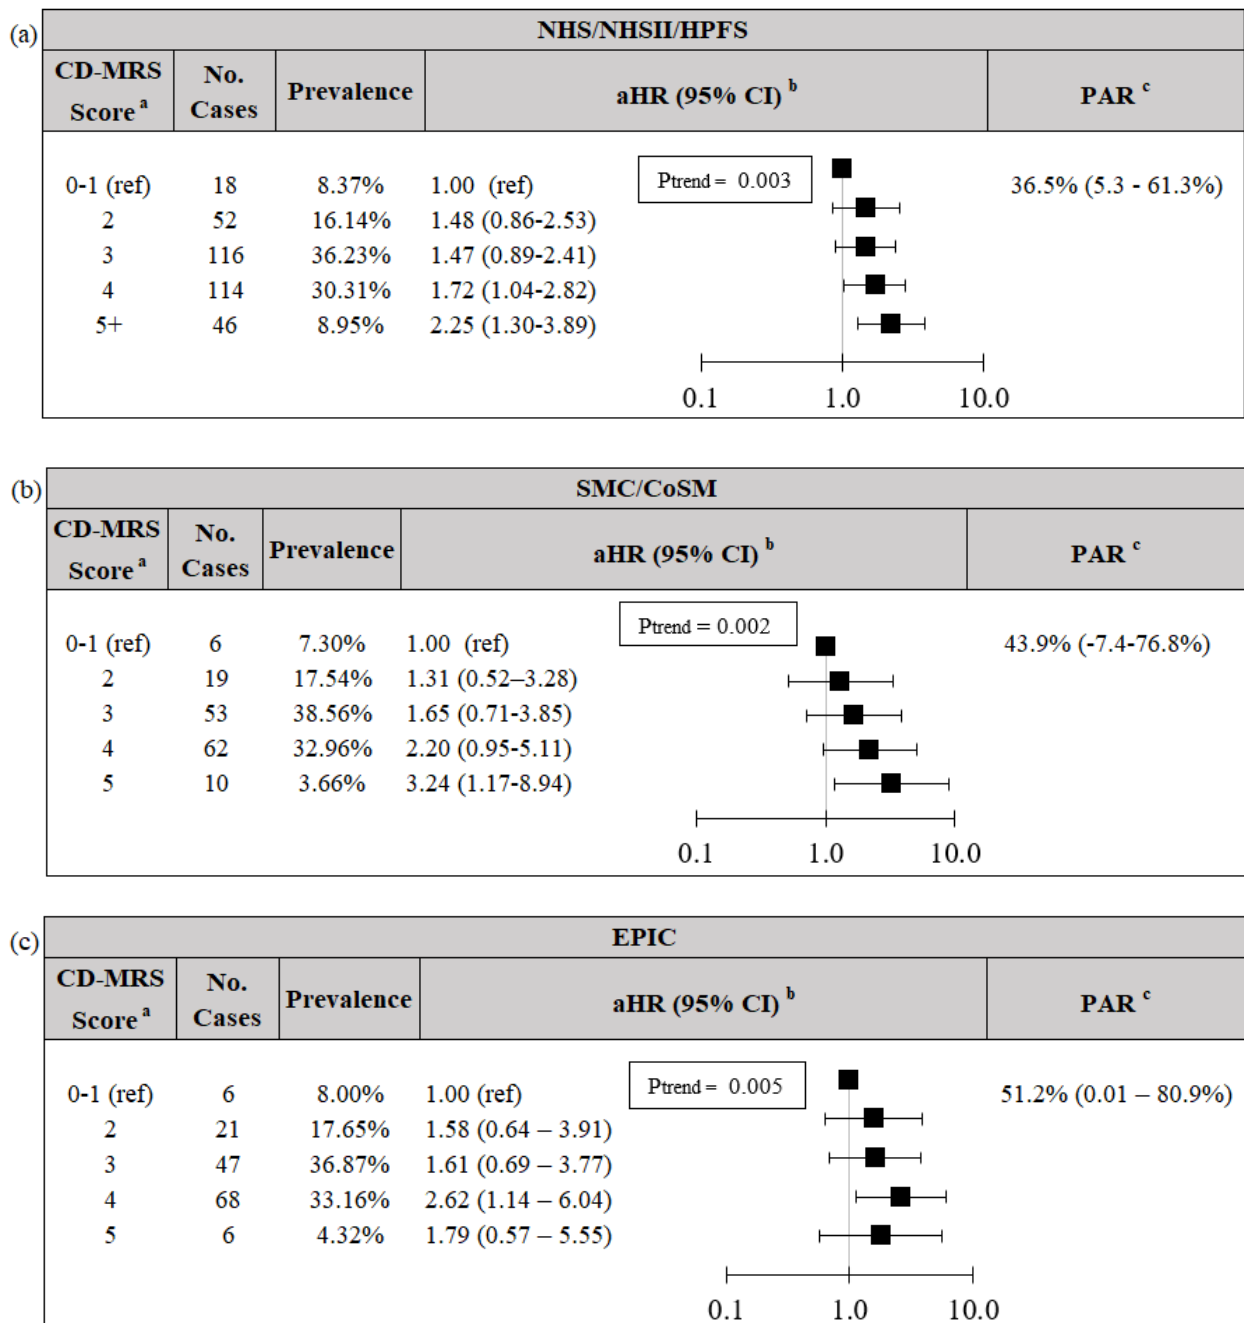 (a)
NHS/NHSII/HPFS
CD-MRS Score a No. Cases Prevalence aHR (95% CI) b PAR c
0-1 (ref) 18 8.37% 1.00 (ref) Ptrend = 0.003 36.5% (5.3 - 61.3%)
2 52 16.14% 1.48 (0.86-2.53)
3 116 36.23% 1.47 (0.89-2.41)
4 114 30.31% 1.72 (1.04-2.82)
5+ 46 8.95% 2.25 (1.30-3.89)
0.1 1.0 10.0
(b)
SMC/CoSM
CD-MRS Score a No. Cases Prevalence aHR (95% CI) b PAR c
0-1 (ref) 6 7.30% 1.00 (ref) Ptrend = 0.002 43.9% (-7.4-76.8%)
2 19 17.54% 1.31 (0.52–3.28)
3 53 38.56% 1.65 (0.71-3.85)
4 62 32.96% 2.20 (0.95-5.11)
5 10 3.66% 3.24 (1.17-8.94)
0.1 1.0 10.0
(c)
EPIC
CD-MRS Score a No. Cases Prevalence aHR (95% CI) b PAR c
0-1 (ref) 6 8.00% 1.00 (ref) Ptrend = 0.005 51.2% (0.01 – 80.9%)
2 21 17.65% 1.58 (0.64 – 3.91)
3 47 36.87% 1.61 (0.69 – 3.77)
4 68 33.16% 2.62 (1.14 – 6.04)
5 6 4.32% 1.79 (0.57 – 5.55)
0.1 1.0 10.0